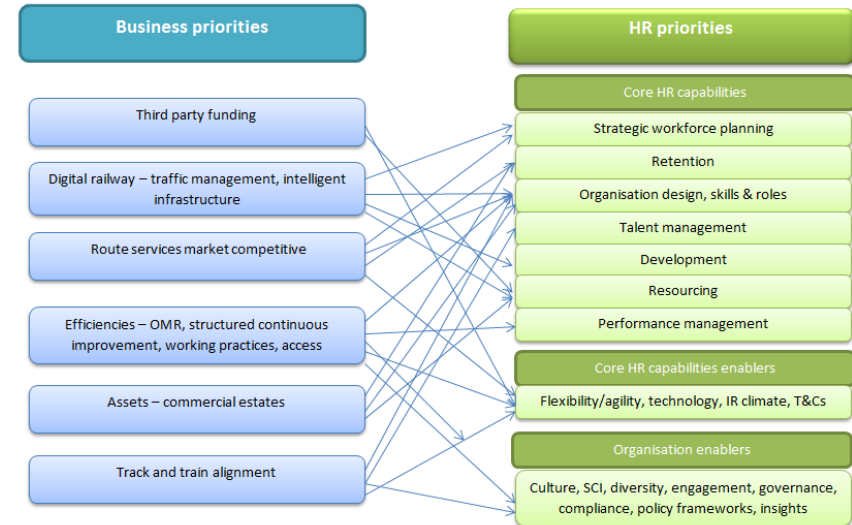 Business priorities
Third party funding
Digital railway – traffic management, intelligent
infrastructure
Route services market competitive
Efficiencies – OMR, structured continuous
improvement, working practices, access
Assets – commercial estates
Track and train alignment
HR priorities
Core HR capabilities
Strategic workforce planning
Retention
Organisation design, skills & roles
Talent management
Development
Resourcing
Performance management
Core HR capabilities enablers
Flexibility/agility, technology, IR climate, T&Cs
Organisation enablers
Culture, SCI, diversity, engagement, governance,
compliance, policy frameworks, insights